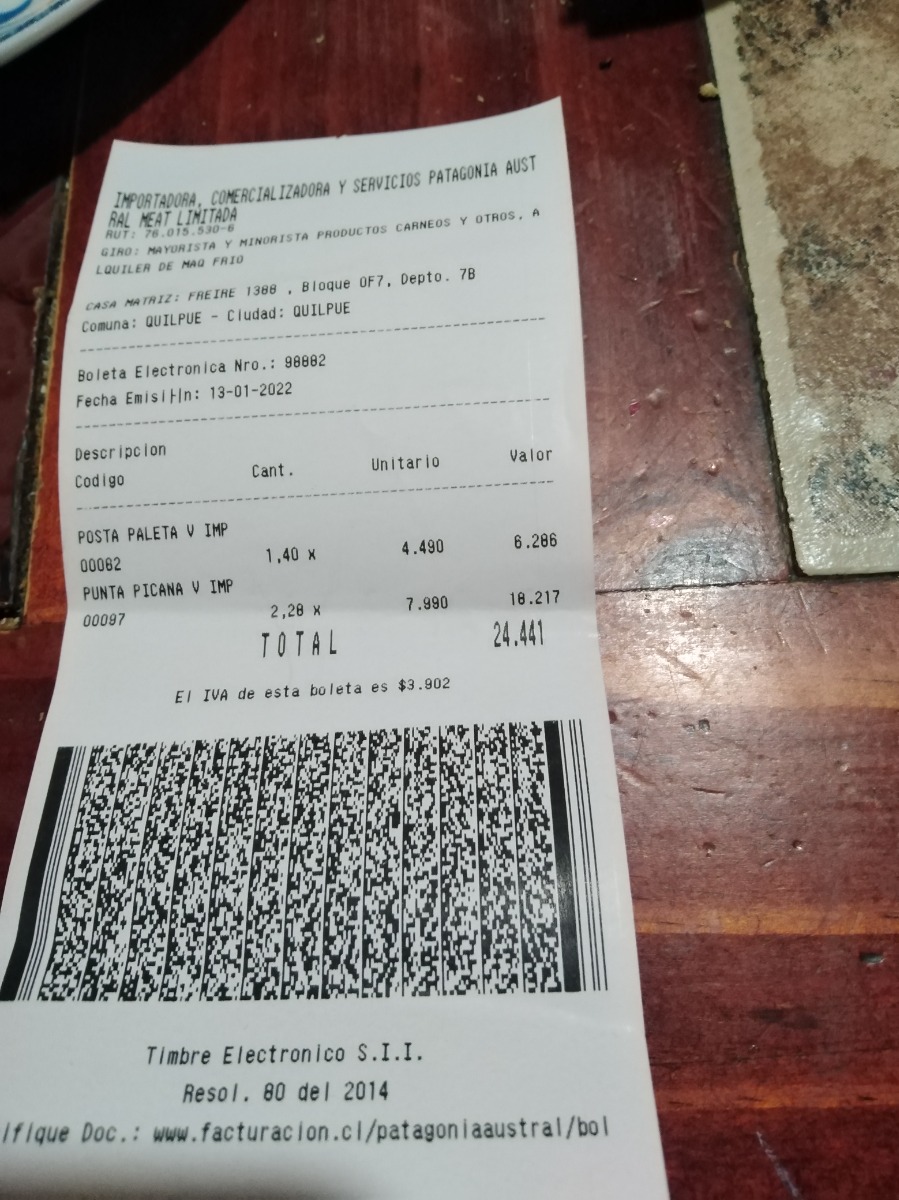 IMPORTADORA, COMERCIALIZADORA Y SERVICIOS PATAGONIA AUST
RAL MEAT LIMITADA
RUT: 76.015.530-6
GIRO: MAYORISTA Y MINORISTA PRODUCTOS CARNEOS Y OTROS, A
LQUILER DE MAQ FRIO
CASA MATRIZ: FREIRE 1388 , Bloque OF7, Depto. 7B
Comuna: QUILPUE - Ciudad: QUILPUE
Boleta Electronica Nro.: 98882
Fecha Emisi├│n: 13-01-2022
Descripcion
Codigo Cant. Unitario Valor
POSTA PALETA V IMP
00082 1,40 x 4.490 6.286
PUNTA PICANA V IMP
00097 2,28 x 7.990 18.217
TOTAL 24.441
El IVA de esta boleta es $3.902
Timbre Electronico S.I.I.
Resol. 80 del 2014
ifique Doc.: www.facturacion.cl/patagoniaaustral/bol